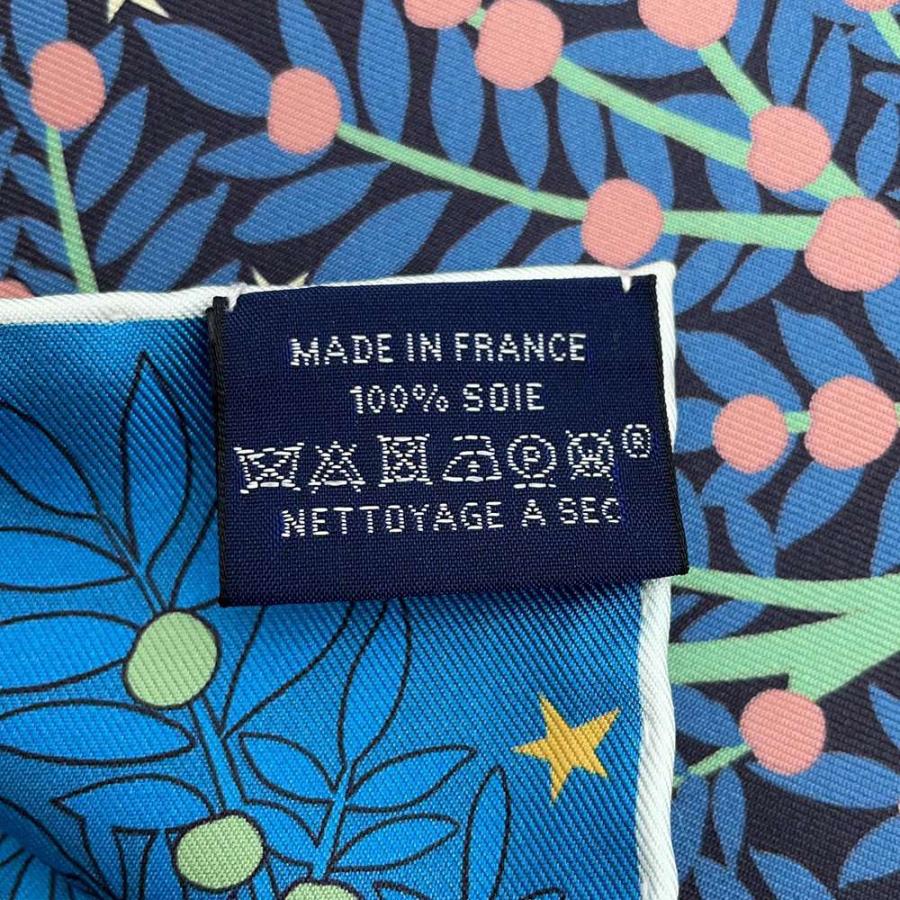 MADE IN FRANCE
100% SOIE
P ®
NETTOYAGE A SEC